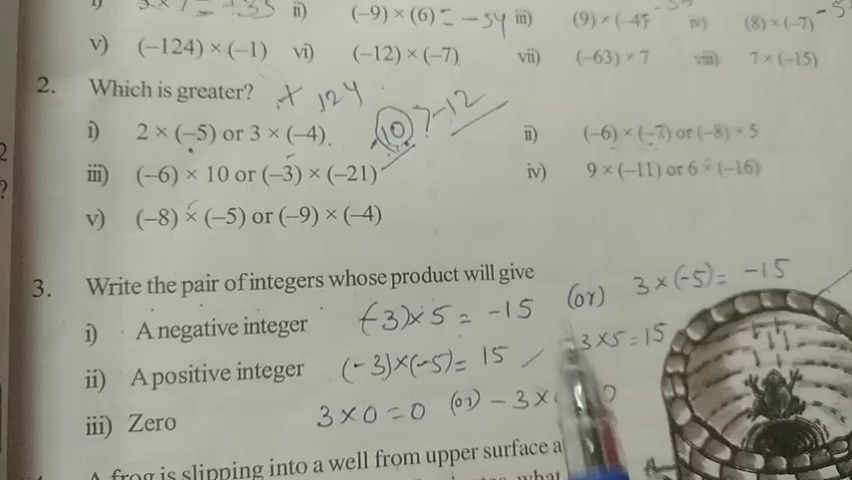 i) ii) (–9) × (6) = -54 iii) (9) × (–4 iv) (8) × (–7)
v) (–124) × (–1) vi) (–12) × (–7) vii) (–63) × 7 viii) 7 × (–15)
2. Which is greater? + 124
i) 2 × (–5) or 3 × (–4). -10 > -12 ii) (–6) × (–7) or (–8) × 5
iii) (–6) × 10 or (–3) × (–21) iv) 9 × (–11) or 6 × (–16)
v) (–8) × (–5) or (–9) × (–4)
3. Write the pair of integers whose product will give
i) A negative integer (-3)×5 = -15 (or) 3×(-5) = -15
ii) A positive integer (-3)×(-5) = 15 3×5 = 15
iii) Zero 3×0=0 (or) -3× 0
A frog is slipping into a well from upper surface a
what